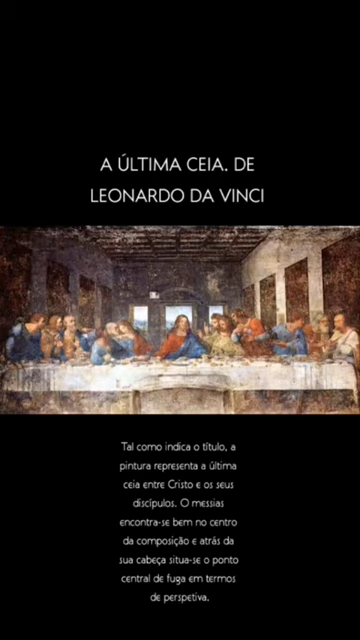 A ÚLTIMA CEIA. DE
LEONARDO DA VINCI
Tal como indica o título, a
pintura representa a última
ceia entre Cristo e os seus
discípulos. O messias
encontra-se bem no centro
da composição e atrás da
sua cabeça situa-se o ponto
central de fuga em termos
de perspetiva.